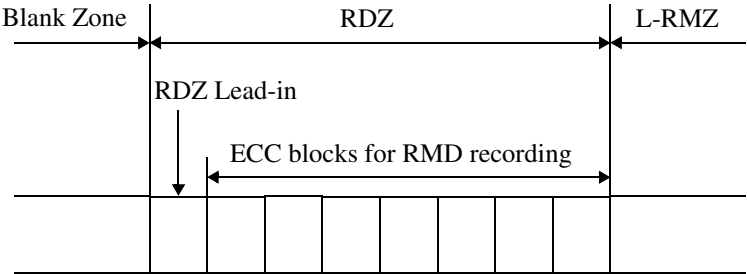 Blank Zone RDZ L-RMZ
RDZ Lead-in
ECC blocks for RMD recording